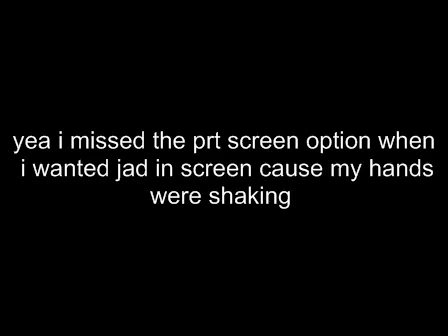 yea i missed the prt screen option when
i wanted jad in screen cause my hands
were shaking